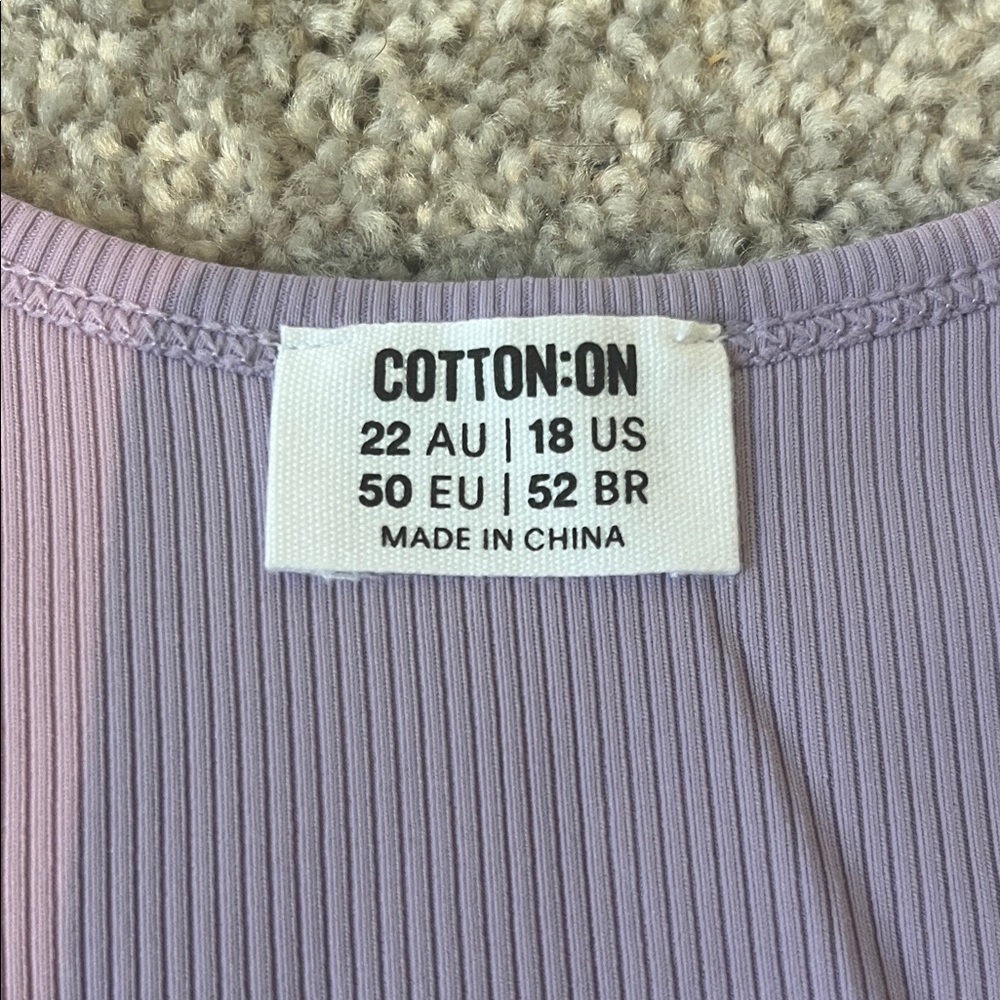 COTTON:ON
22 AU | 18 US
50 EU | 52 BR
MADE IN CHINA